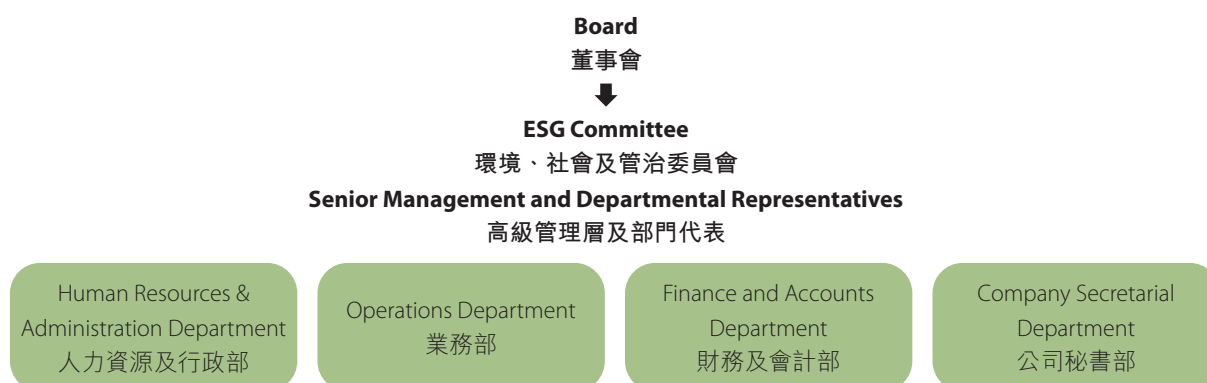 Board
董事會
ESG Committee
環境、社會及管治委員會
Senior Management and Departmental Representatives
高級管理層及部門代表
Human Resources &
Administration Department
人力資源及行政部
Operations Department
業務部
Finance and Accounts
Department
財務及會計部
Company Secretarial
Department
公司秘書部